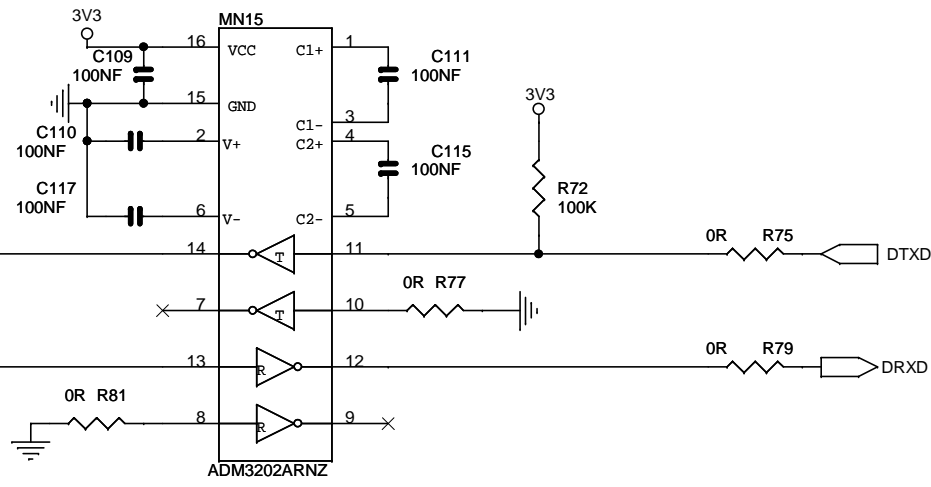 3V3
MN15
16
VCC
C1+
1
C109
100NF
C111
100NF
15
GND
3V3
C1-
3
C110
100NF
2
V+
C2+
4
C115
100NF
R72
100K
C117
100NF
6
V-
C2-
5
14
T
11
0R R75
DTXD
7
T
10
0R R77
13
R
12
0R R79
DRXD
0R R81
8
R
9
ADM3202ARNZ